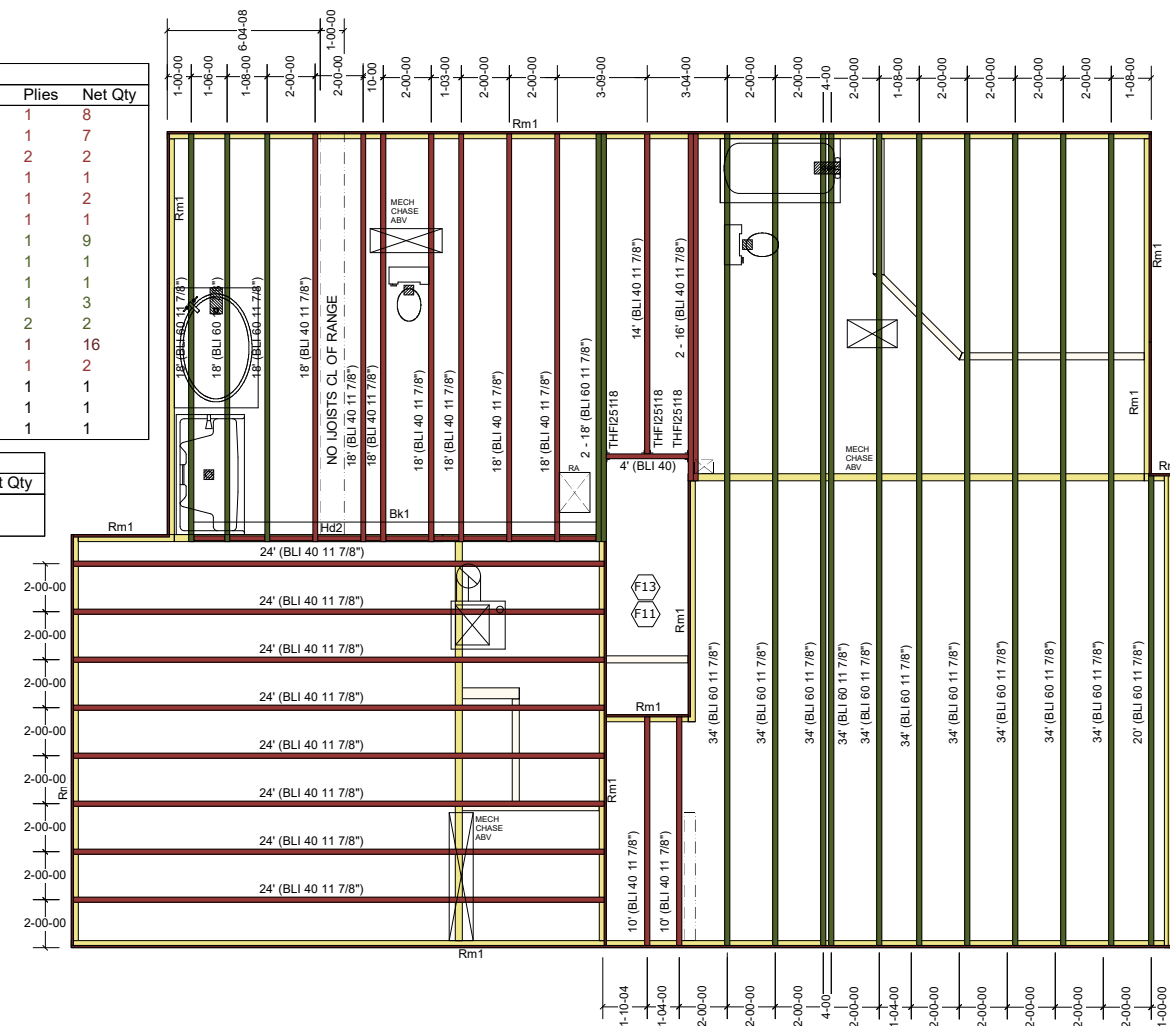 6-04-08
1-00-00
1-00-00
1-06-00
1-08-00
2-00-00
2-00-00
10-00
2-00-00
1-03-00
2-00-00
2-00-00
3-09-00
3-04-00
2-00-00
2-00-00
4-00
2-00-00
1-08-00
2-00-00
2-00-00
2-00-00
2-00-00
1-08-00
Plies Net Qty
1 8
1 7
2 2
1 1
1 2
1 1
1 9
1 1
1 1
1 3
2 2
1 16
1 2
1 1
1 1
1 1
t Qty
Rm1
Rm1
Rm1
Rm1
MECH
CHASE
ABV
18' (BLI 60 11 7/8")
18' (BLI 60 11 7/8")
18' (BLI 60 11 7/8")
18' (BLI 40 11 7/8")
NO IJOISTS CL OF RANGE
18' (BLI 40 11 7/8")
18' (BLI 40 11 7/8")
18' (BLI 40 11 7/8")
18' (BLI 40 11 7/8")
18' (BLI 40 11 7/8")
18' (BLI 40 11 7/8")
2 - 18' (BLI 60 11 7/8")
14' (BLI 40 11 7/8")
2 - 16' (BLI 40 11 7/8")
THFI25118
THFI25118
THFI25118
4' (BLI 40)
MECH
CHASE
ABV
RA
Bk1
Hd2
Rm1
24' (BLI 40 11 7/8")
24' (BLI 40 11 7/8")
24' (BLI 40 11 7/8")
24' (BLI 40 11 7/8")
24' (BLI 40 11 7/8")
24' (BLI 40 11 7/8")
24' (BLI 40 11 7/8")
24' (BLI 40 11 7/8")
2-00-00
2-00-00
2-00-00
2-00-00
2-00-00
2-00-00
2-00-00
2-00-00
F13
F11
Rm1
Rm1
Rm1
MECH
CHASE
ABV
10' (BLI 40 11 7/8")
10' (BLI 40 11 7/8")
34' (BLI 60 11 7/8")
34' (BLI 60 11 7/8")
34' (BLI 60 11 7/8")
34' (BLI 60 11 7/8")
34' (BLI 60 11 7/8")
34' (BLI 60 11 7/8")
34' (BLI 60 11 7/8")
34' (BLI 60 11 7/8")
34' (BLI 60 11 7/8")
34' (BLI 60 11 7/8")
20' (BLI 60 11 7/8")
Rm1
1-10-04
1-04-00
2-00-00
2-00-00
2-00-00
4-00
2-00-00
1-04-00
2-00-00
2-00-00
2-00-00
2-00-00
1-00-00